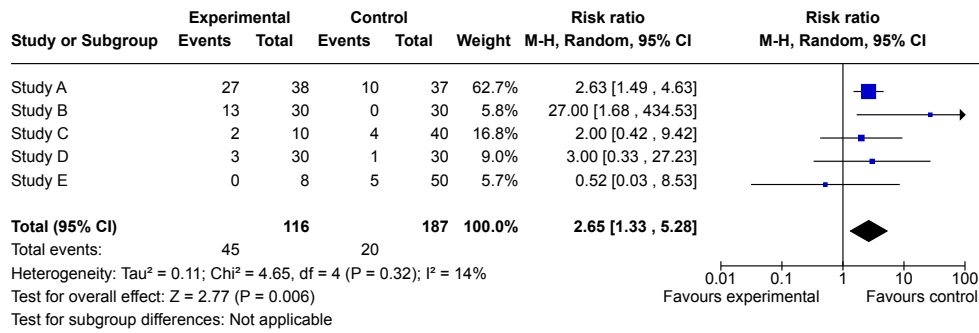 Experimental Control Risk ratio Risk ratio
Study or Subgroup Events Total Events Total Weight M-H, Random, 95% CI M-H, Random, 95% CI
Study A 27 38 10 37 62.7% 2.63 [1.49 , 4.63]
Study B 13 30 0 30 5.8% 27.00 [1.68 , 434.53]
Study C 2 10 4 40 16.8% 2.00 [0.42 , 9.42]
Study D 3 30 1 30 9.0% 3.00 [0.33 , 27.23]
Study E 0 8 5 50 5.7% 0.52 [0.03 , 8.53]
Total (95% CI) 116 187 100.0% 2.65 [1.33 , 5.28]
Total events: 45 20
Heterogeneity: Tau² = 0.11; Chi² = 4.65, df = 4 (P = 0.32); I² = 14%
0.01 0.1 1 10 100
Test for overall effect: Z = 2.77 (P = 0.006)
Favours experimental Favours control
Test for subgroup differences: Not applicable